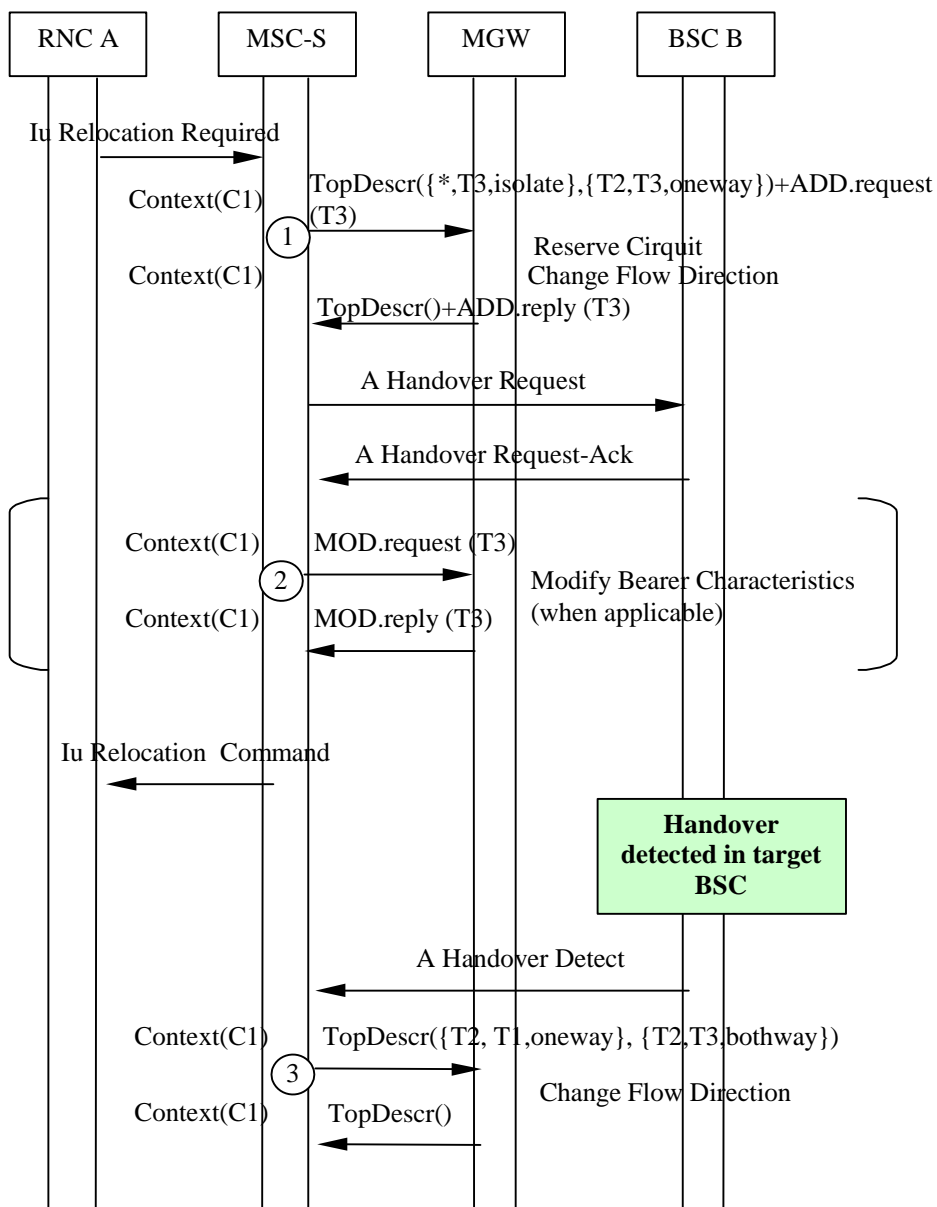 RNC A
MSC-S
MGW
BSC B
Iu Relocation Required
Context(C1)
TopDescr({*,T3,isolate},{T2,T3,oneway})+ADD.request
(T3)
1
Reserve Cirquit
Context(C1)
Change Flow Direction
TopDescr()+ADD.reply (T3)
A Handover Request
A Handover Request-Ack
Context(C1)
MOD.request (T3)
2
Modify Bearer Characteristics
(when applicable)
Context(C1)
MOD.reply (T3)
Iu Relocation Command
Handover
detected in target
BSC
A Handover Detect
Context(C1)
TopDescr({T2, T1,oneway}, {T2,T3,bothway})
3
Change Flow Direction
Context(C1)
TopDescr()